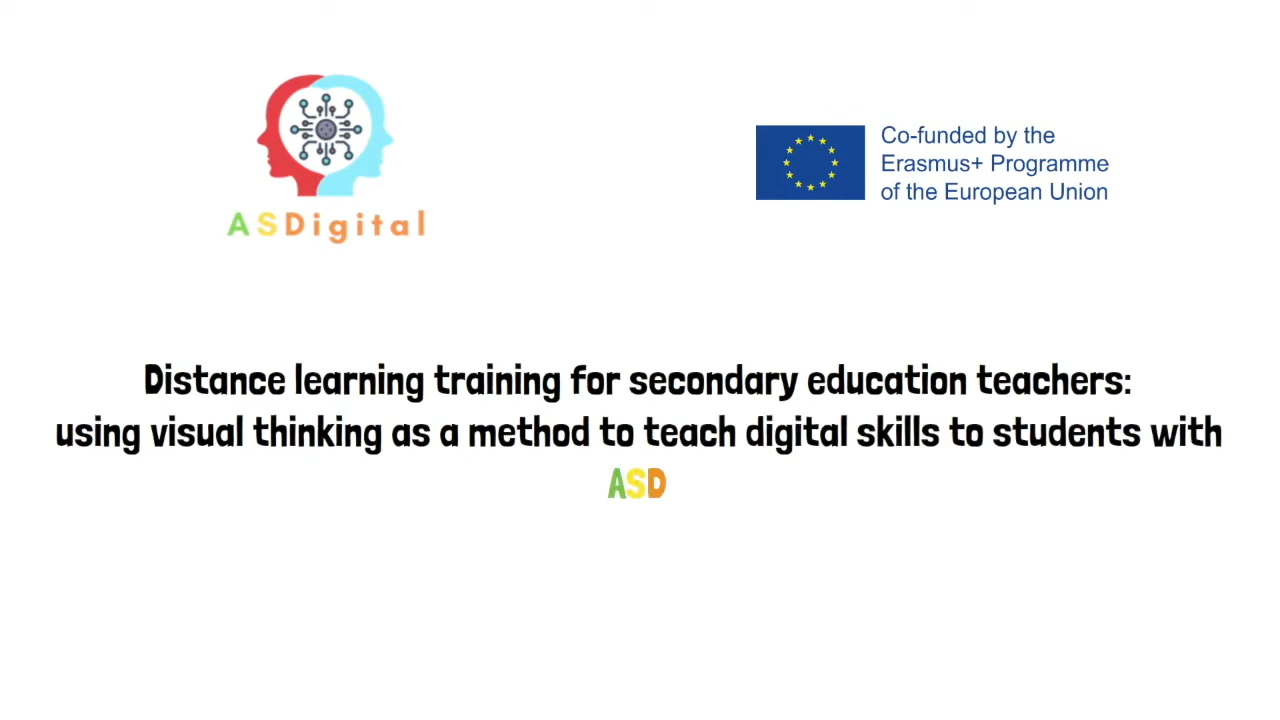 ASDigital
Co-funded by the
Erasmus+ Programme
of the European Union
Distance learning training for secondary education teachers:
using visual thinking as a method to teach digital skills to students with
ASD